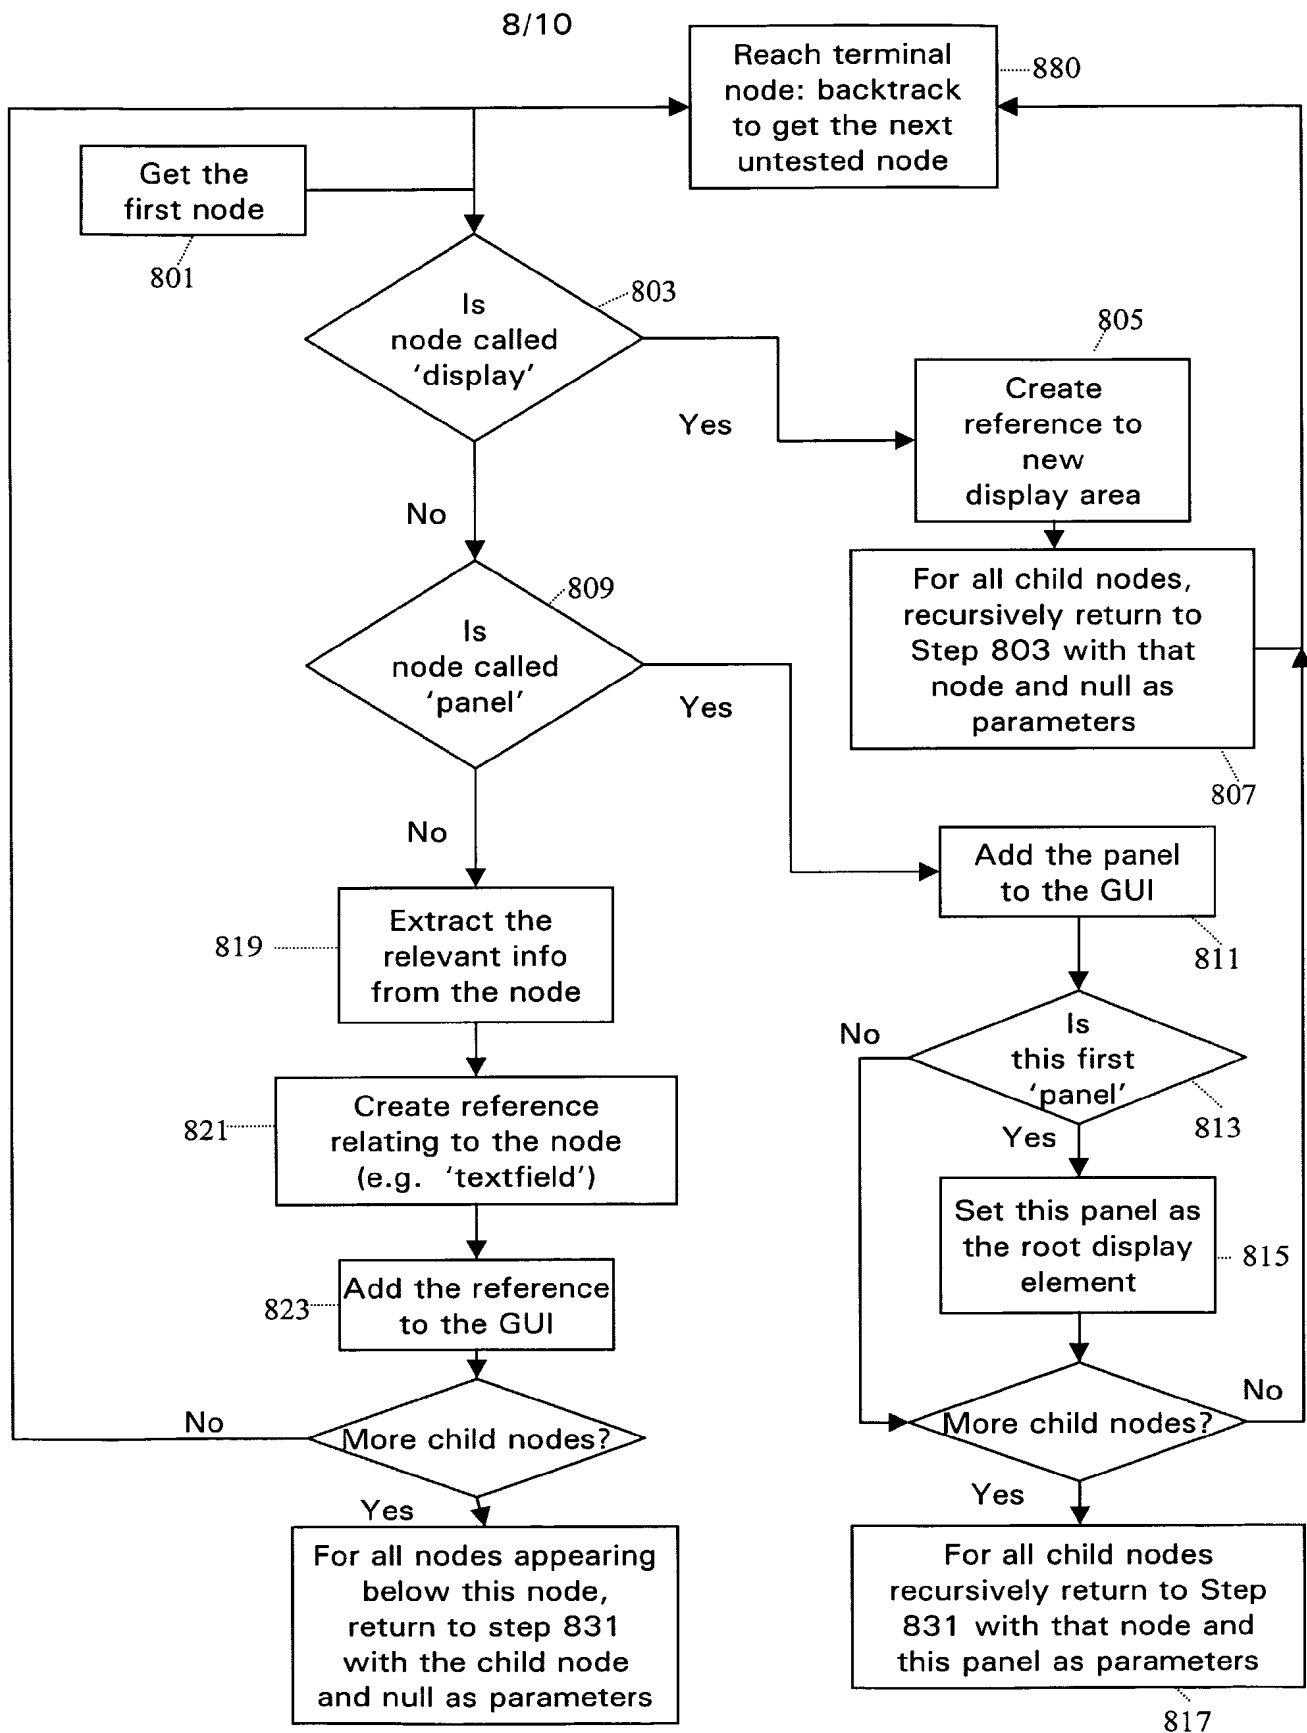 8/10
Reach terminal
node: backtrack
to get the next
untested node
880
Get the
first node
801
Is
node called
‘display’
803
Yes
No
805
Create
reference to
new
display area
For all child nodes,
recursively return to
Step 803 with that
node and null as
parameters
807
Is
node called
‘panel’
809
Yes
No
Add the panel
to the GUI
811
Extract the
relevant info
from the node
819
Is
this first
‘panel’
813
No
Yes
Create reference
relating to the node
(e.g. ‘textfield’)
821
Set this panel as
the root display
element
815
Add the reference
to the GUI
823
More child nodes?
No
Yes
More child nodes?
No
Yes
For all nodes appearing
below this node,
return to step 831
with the child node
and null as parameters
For all child nodes
recursively return to Step
831 with that node and
this panel as parameters
817